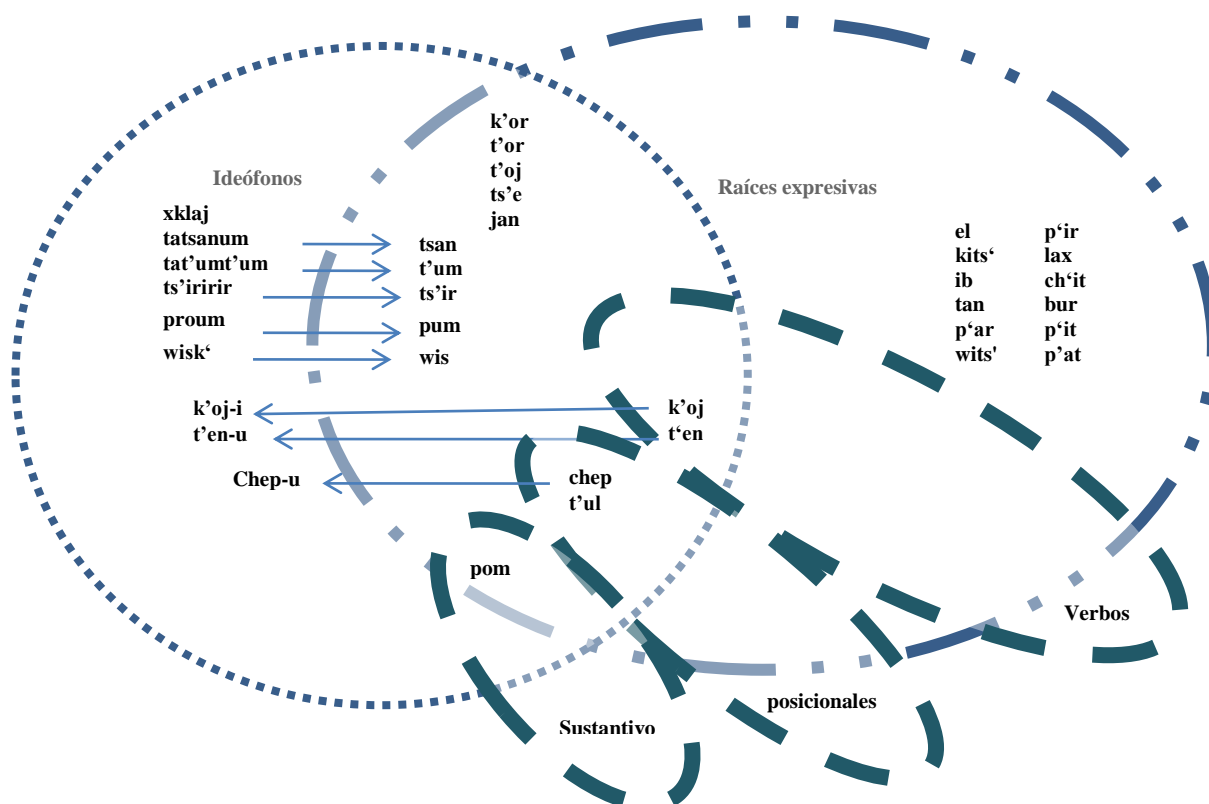 k’or
t’or
t’oj
ts’e
jan
Ideófonos
Raíces expresivas
xklaj
tatsanum
tat’umt’um
ts’iririr
proum
wisk‘
tsan
t’um
ts’ir
pum
wis
el p‘ir
kits‘ lax
ib ch‘it
tan bur
p‘ar p‘it
wits' p’at
k’oj-i k’oj
t’en-u t‘en
Chep-u chep
t’ul
pom
Verbos
posicionales
Sustantivo